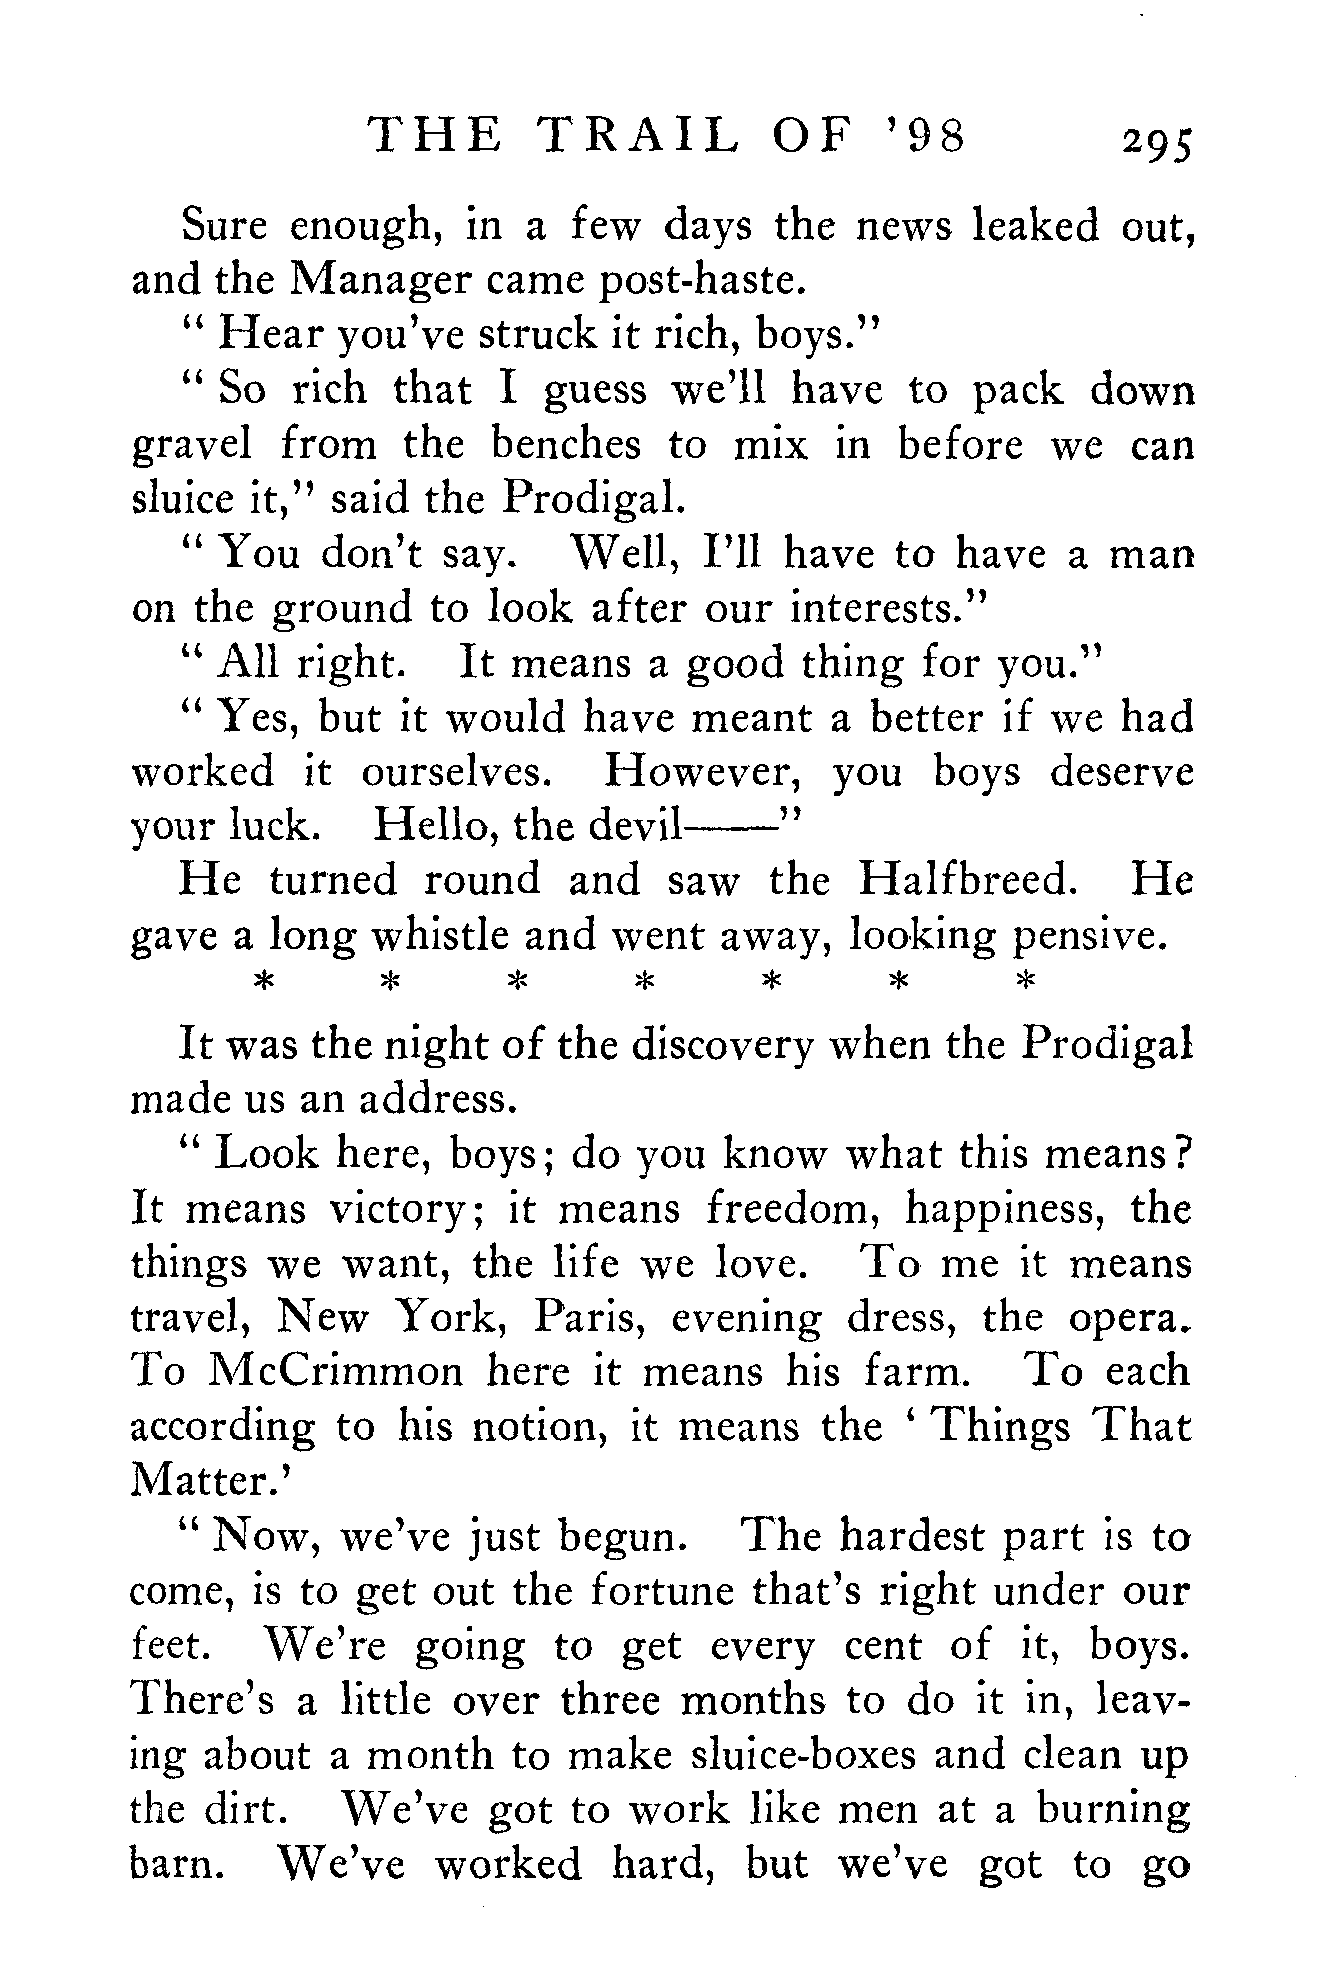 THE TRAIL OF '98 295
Sure enough, in a few days the news leaked out,
and the Manager came post-haste.
" Hear you've struck it rich, boys."
" So rich that I guess we'll have to pack down
gravel from the benches to mix in before we can
sluice it," said the Prodigal.
" You don't say. Well, I'll have to have a man
on the ground to look after our interests."
" All right. It means a good thing for you."
" Yes, but it would have meant a better if we had
worked it ourselves. However, you boys deserve
your luck. Hello, the devil——"
He turned round and saw the Halfbreed. He
gave a long whistle and went away, looking pensive.
* * * * * * *
It was the night of the discovery when the Prodigal
made us an address.
" Look here, boys; do you know what this means?
It means victory; it means freedom, happiness, the
things we want, the life we love. To me it means
travel, New York, Paris, evening dress, the opera.
To McCrimmon here it means his farm. To each
according to his notion, it means the ' Things That
Matter.'
" Now, we've just begun. The hardest part is to
come, is to get out the fortune that's right under our
feet. We're going to get every cent of it, boys.
There's a little over three months to do it in, leav-
ing about a month to make sluice-boxes and clean up
the dirt. We've got to work like men at a burning
barn. We've worked hard, but we've got to go